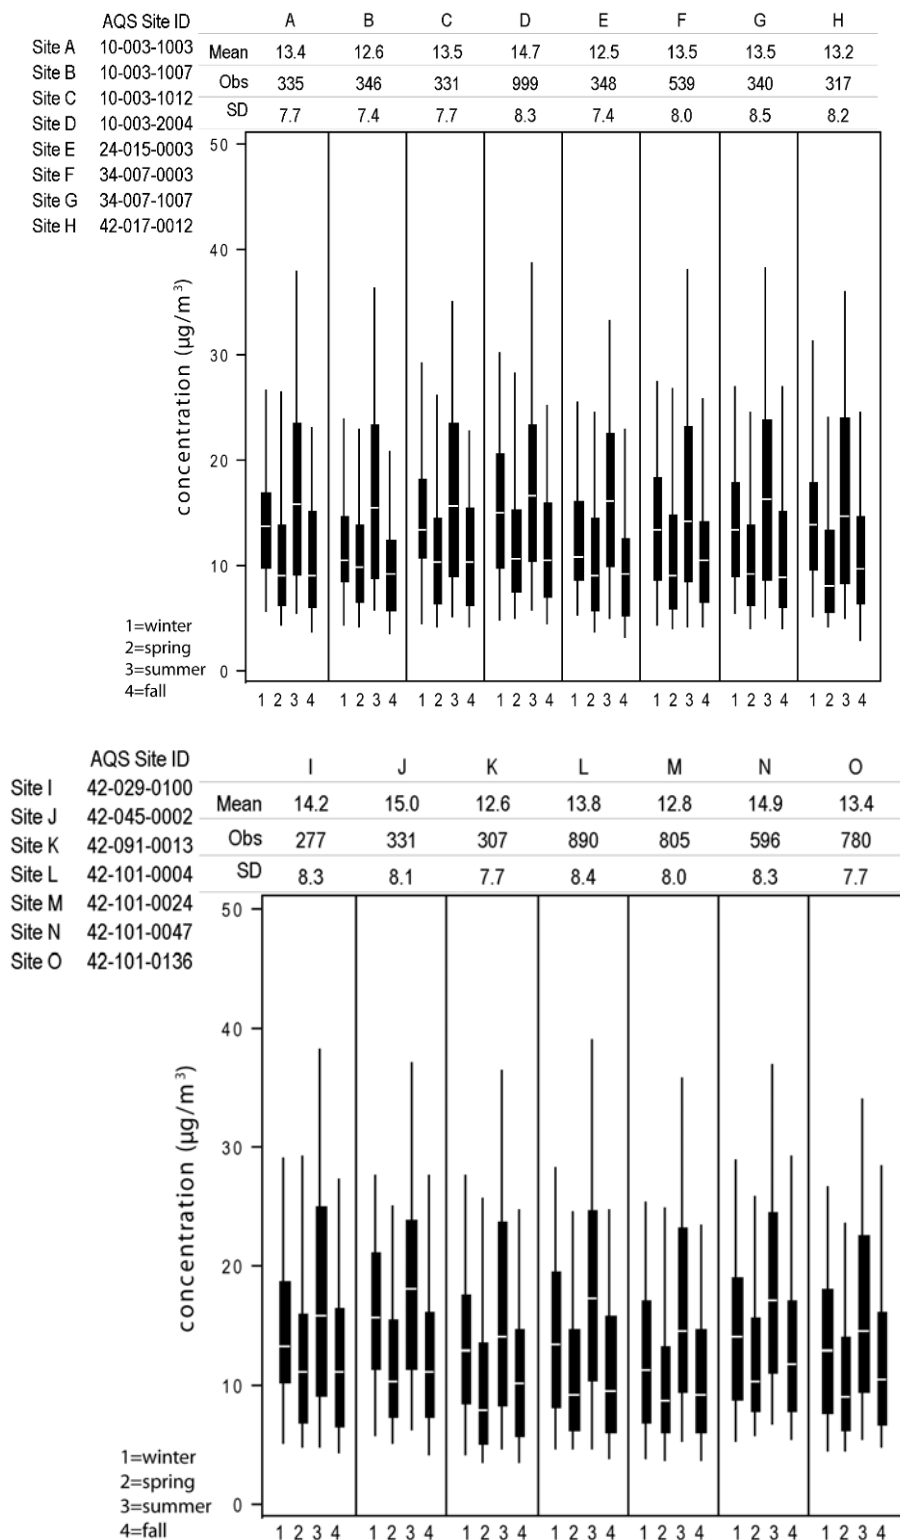 AQS Site ID
Site A 10-003-1003
Site B 10-003-1007
Site C 10-003-1012
Site D 10-003-2004
Site E 24-015-0003
Site F 34-007-0003
Site G 34-007-1007
Site H 42-017-0012
A B C D E F G H
Mean 13.4 12.6 13.5 14.7 12.5 13.5 13.5 13.2
Obs 335 346 331 999 348 539 340 317
SD 7.7 7.4 7.7 8.3 7.4 8.0 8.5 8.2
50
40
30
20
10
0
concentration (µg/m³)
1=winter
2=spring
3=summer
4=fall
1 2 3 4 1 2 3 4 1 2 3 4 1 2 3 4 1 2 3 4 1 2 3 4 1 2 3 4 1 2 3 4
AQS Site ID
Site I 42-029-0100
Site J 42-045-0002
Site K 42-091-0013
Site L 42-101-0004
Site M 42-101-0024
Site N 42-101-0047
Site O 42-101-0136
I J K L M N O
Mean 14.2 15.0 12.6 13.8 12.8 14.9 13.4
Obs 277 331 307 890 805 596 780
SD 8.3 8.1 7.7 8.4 8.0 8.3 7.7
50
40
30
20
10
0
concentration (µg/m³)
1=winter
2=spring
3=summer
4=fall
1 2 3 4 1 2 3 4 1 2 3 4 1 2 3 4 1 2 3 4 1 2 3 4 1 2 3 4